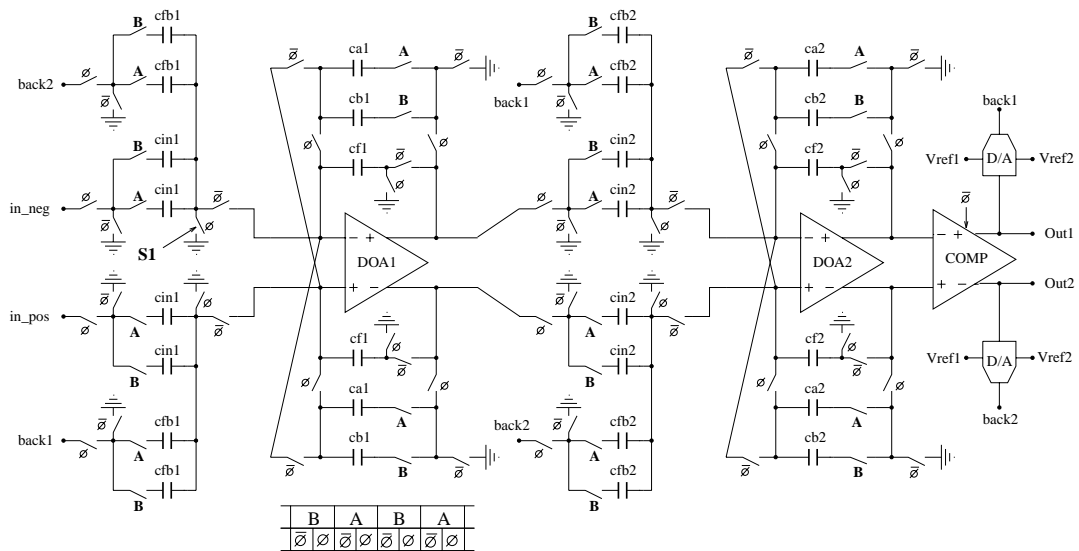 cfb1 cfb2
B ca1 A B ca2 A
ø̅ ø̅ ø̅ ø̅
cfb1 cfb2
back2 ø A ø A
ø̅ cb1 B back1 ø̅ cb2 B back1
cin1 ø cf1 ø̅ ø cin2 ø cf2 ø̅ ø
B ø B ø Vref1 D/A Vref2
in_neg ø A cin1 ø̅ ø̅ A cin2 ø̅ ø̅
ø̅ ø ø̅ ø
S1 − + − + − + Out1
DOA1 DOA2 COMP
+ − + − + − Out2
ø̅ cin1 ø ø̅ cin2 ø
in_pos ø A ø̅ ø̅ A ø̅
cin1 cf1 ø ø̅ cin2 cf2 ø ø̅ Vref1 D/A Vref2
B ø ca1 ø B ø ca2 ø
ø̅ A back2 ø̅ A back2
back1 ø cfb1 cb1 ø cfb2 cb2
A ø̅ B ø̅ A ø̅ B ø̅
cfb1 cfb2
B B
B A B A
ø̅ ø ø̅ ø ø̅ ø ø̅ ø